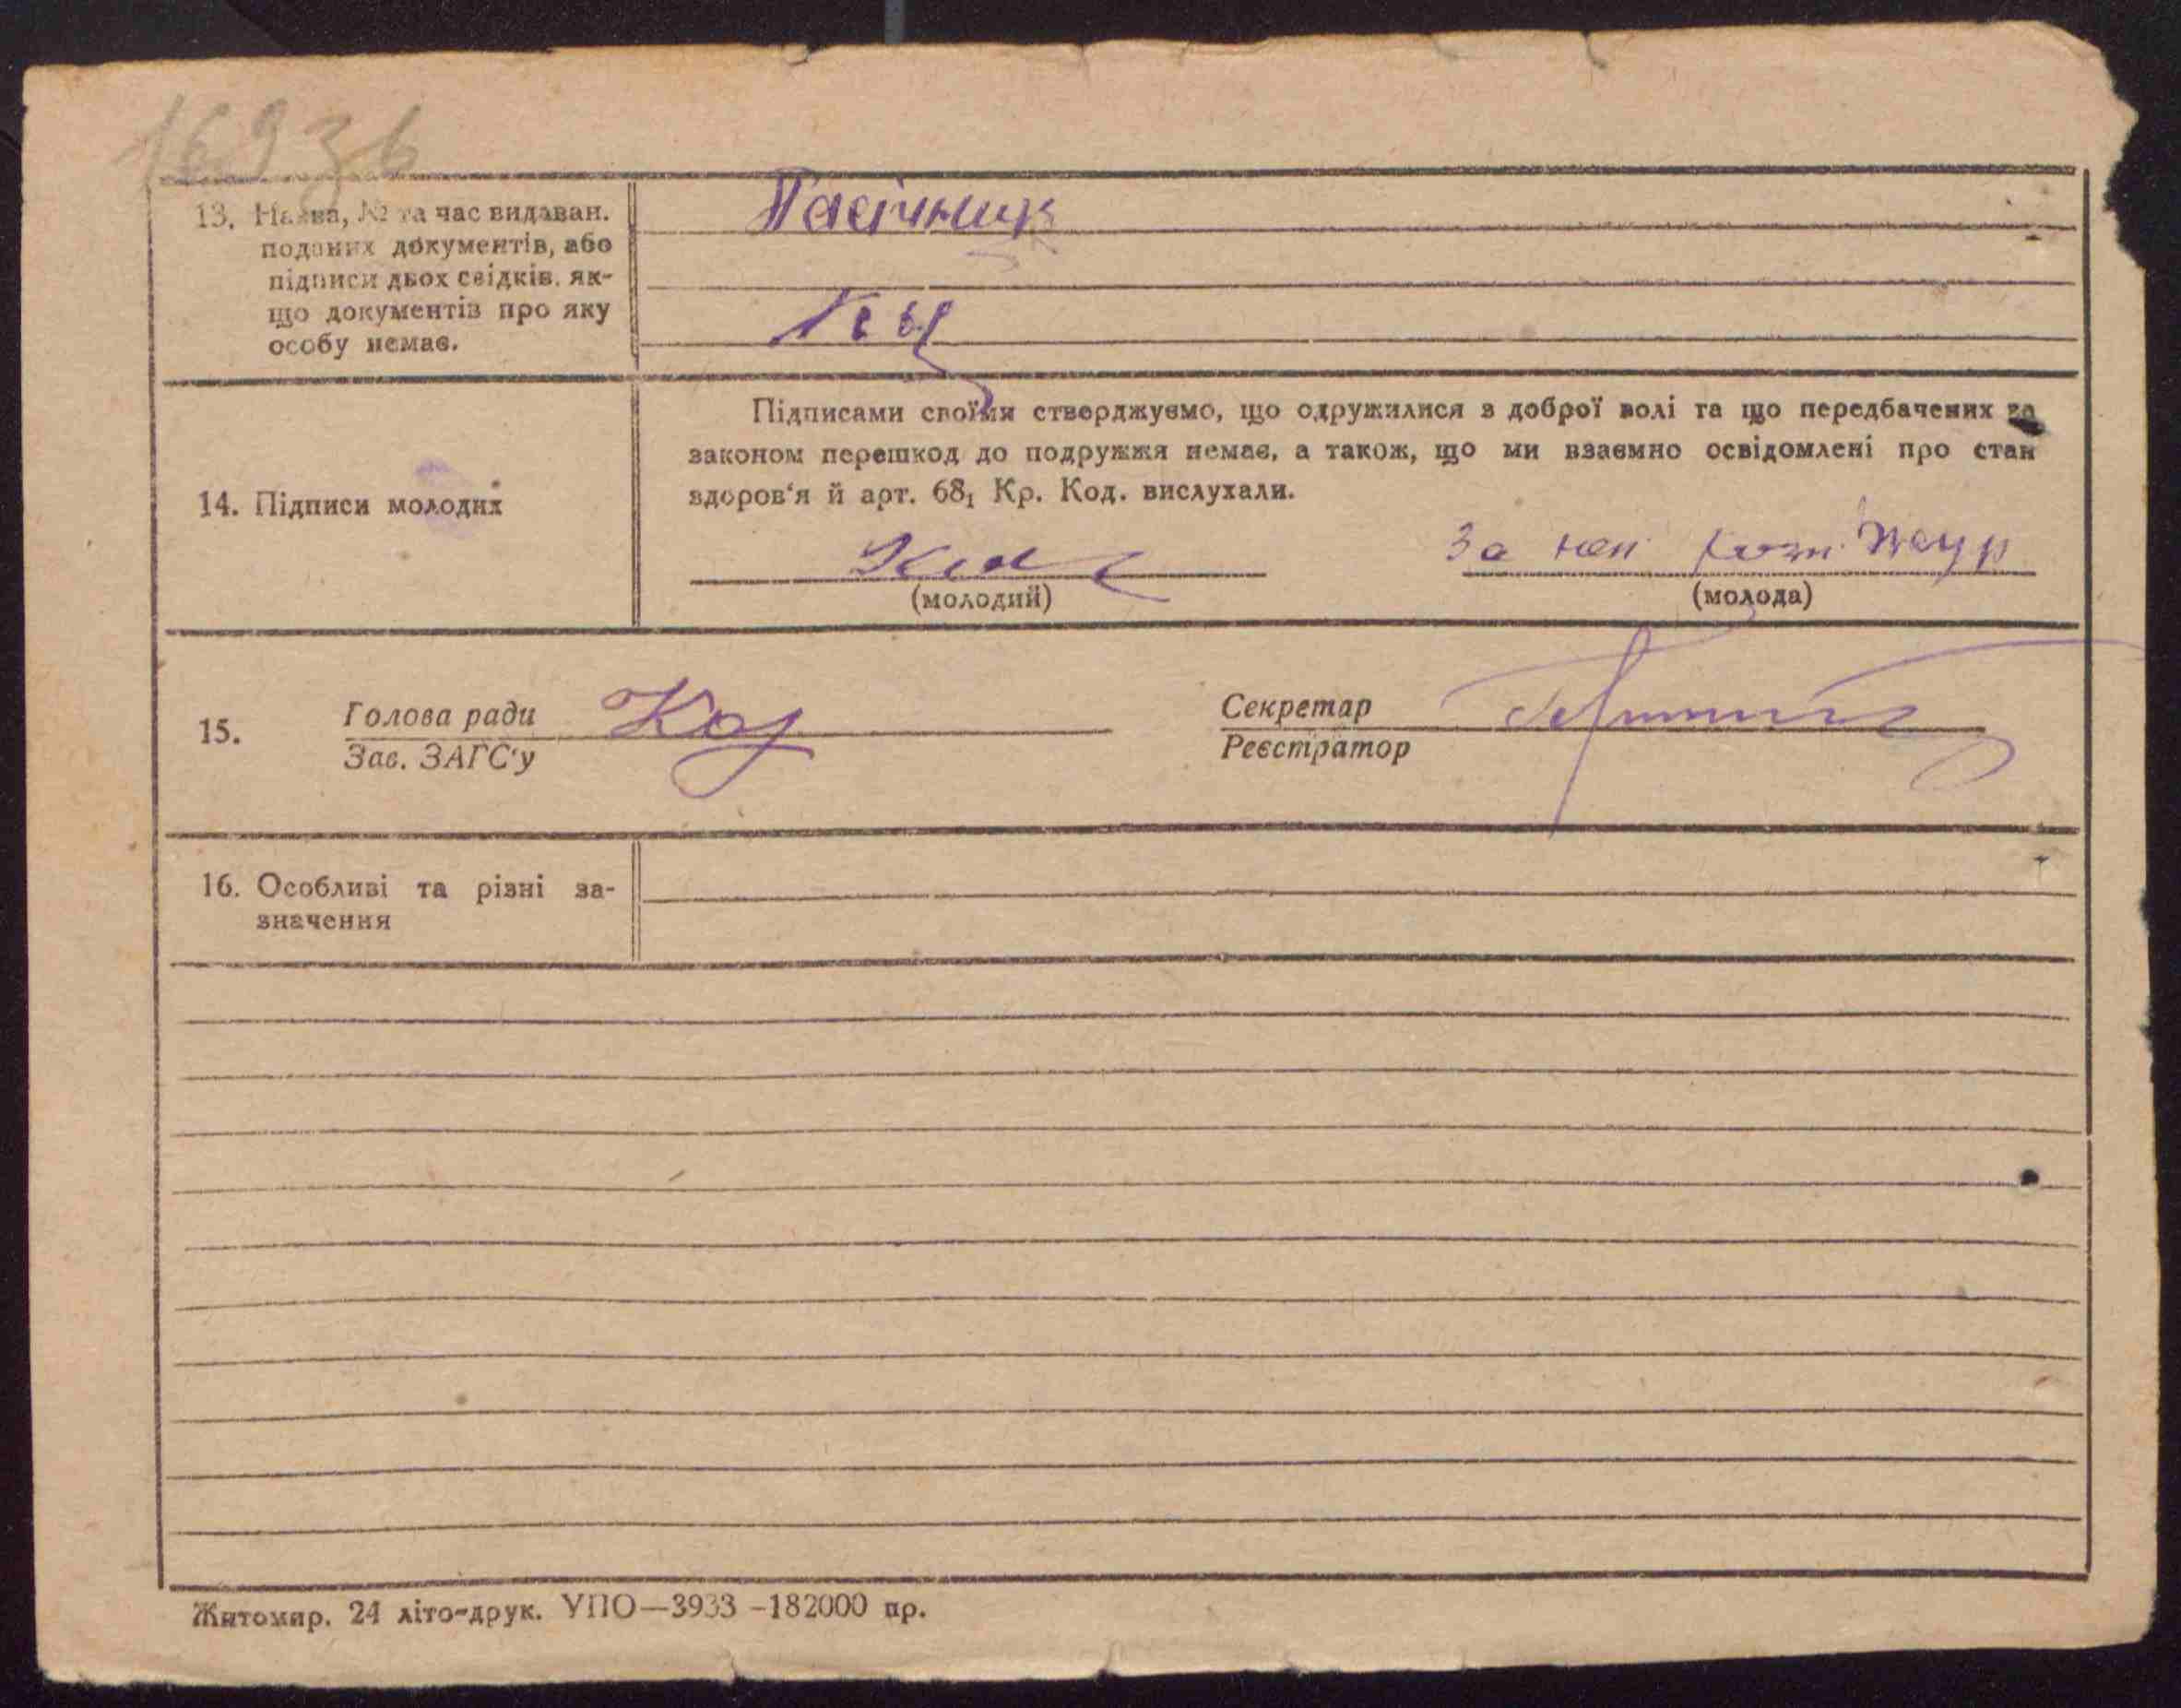 16936
13. Назва, № та час видаван.
поданих документів, або
підписи двох свідків, як-
що документів про яку
особу немає.
Пасічник
Підписами своїми стверджуємо, що одружилися з доброї волі та що передбачених за
законом перешкод до подружжя немає, а також, що ми взаємно освідомлені про стан
здоров'я й арт. 68₁ Кр. Код. вислухали.
14. Підписи молодих
За неп
(молодий) (молода)
15. Голова ради Секретар
Зав. ЗАГС'у Реєстратор
16. Особливі та різні за-
значення
Житомир. 24 літо-друк. УПО—3933 -182000 пр.